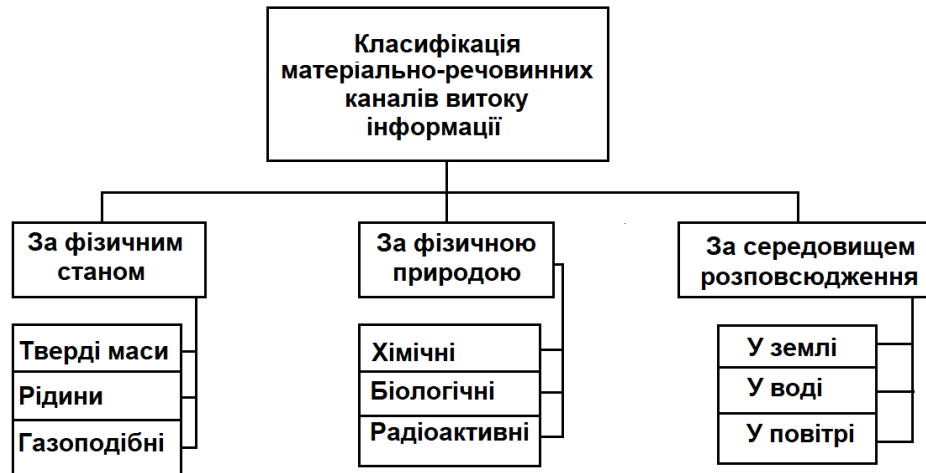 Класифікація
матеріально-речовинних
каналів витоку
інформації
За фізичним
станом
Тверді маси
Рідини
Газоподібні
За фізичною
природою
Хімічні
Біологічні
Радіоактивні
За середовищем
розповсюдження
У землі
У воді
У повітрі